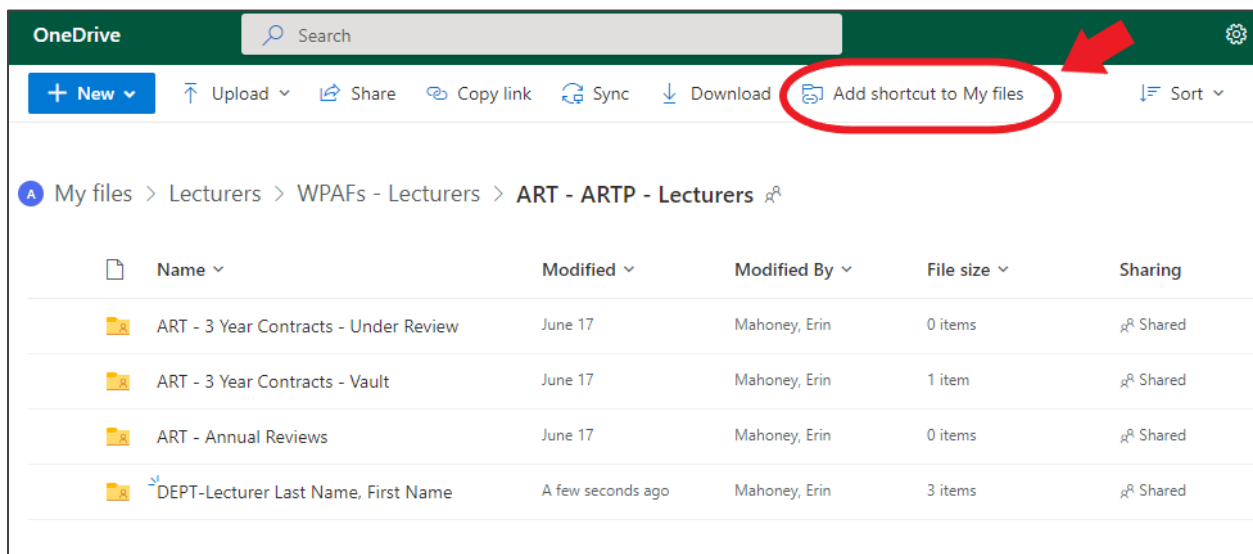 OneDrive Search
+ New Upload Share Copy link Sync Download Add shortcut to My files Sort
A My files > Lecturers > WPAFs - Lecturers > ART - ARTP - Lecturers
Name Modified Modified By File size Sharing
ART - 3 Year Contracts - Under Review June 17 Mahoney, Erin 0 items Shared
ART - 3 Year Contracts - Vault June 17 Mahoney, Erin 1 item Shared
ART - Annual Reviews June 17 Mahoney, Erin 0 items Shared
DEPT-Lecturer Last Name, First Name A few seconds ago Mahoney, Erin 3 items Shared